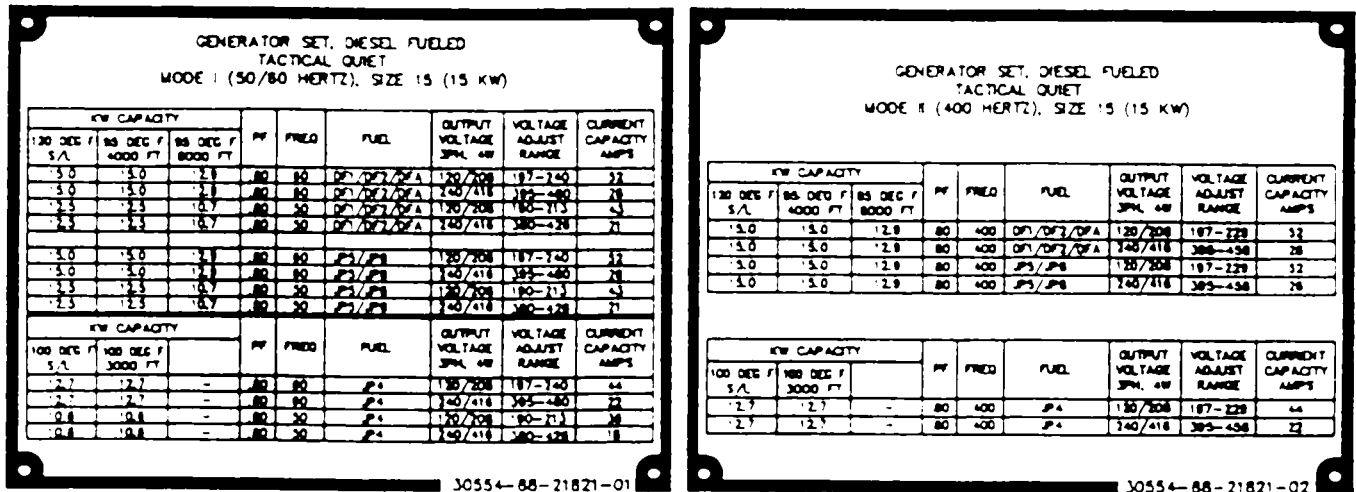 GENERATOR SET, DIESEL FUELED
TACTICAL QUIET
MODE I (50/60 HERTZ), SIZE 15 (15 KW)
KW CAPACITY PF FREQ FUEL OUTPUT VOLTAGE 3PH, 4W VOLTAGE ADJUST RANGE CURRENT CAPACITY AMPS
120 DEG F S/L 95 DEG F 4000 FT 95 DEG F 8000 FT
15.0 15.0 12.9 .80 60 DF1/DF2/DFA 120/208 197-240 52
15.0 15.0 12.9 .80 60 DF1/DF2/DFA 240/416 395-480 26
12.5 12.5 10.7 .80 50 DF1/DF2/DFA 120/208 190-213 43
12.5 12.5 10.7 .80 50 DF1/DF2/DFA 240/416 380-426 21
15.0 15.0 12.9 .80 60 JP5/JP8 120/208 197-240 52
15.0 15.0 12.9 .80 60 JP5/JP8 240/416 395-480 26
12.5 12.5 10.7 .80 50 JP5/JP8 120/208 190-213 43
12.5 12.5 10.7 .80 50 JP5/JP8 240/416 380-426 21
KW CAPACITY PF FREQ FUEL OUTPUT VOLTAGE 3PH, 4W VOLTAGE ADJUST RANGE CURRENT CAPACITY AMPS
100 DEG F S/L 100 DEG F 3000 FT
12.7 12.7 - .80 60 JP4 120/208 197-240 44
12.7 12.7 - .80 60 JP4 240/416 395-480 22
10.6 10.6 - .80 50 JP4 120/208 190-213
10.6 10.6 - .80 50 JP4 240/416 380-426 18
30554-88-21821-01
GENERATOR SET, DIESEL FUELED
TACTICAL QUIET
MODE II (400 HERTZ), SIZE 15 (15 KW)
KW CAPACITY PF FREQ FUEL OUTPUT VOLTAGE 3PH, 4W VOLTAGE ADJUST RANGE CURRENT CAPACITY AMPS
120 DEG F S/L 95 DEG F 4000 FT 95 DEG F 8000 FT
15.0 15.0 12.9 .80 400 DF1/DF2/DFA 120/208 197-229 52
15.0 15.0 12.9 .80 400 DF1/DF2/DFA 240/416 395-458 26
15.0 15.0 12.9 .80 400 JP5/JP8 120/208 197-229 52
15.0 15.0 12.9 .80 400 JP5/JP8 240/416 395-458 26
KW CAPACITY PF FREQ FUEL OUTPUT VOLTAGE 3PH, 4W VOLTAGE ADJUST RANGE CURRENT CAPACITY AMPS
100 DEG F S/L 100 DEG F 3000 FT
12.7 12.7 - .80 400 JP4 120/208 197-229 44
12.7 12.7 - .80 400 JP4 240/416 395-458 22
30554-88-21821-02